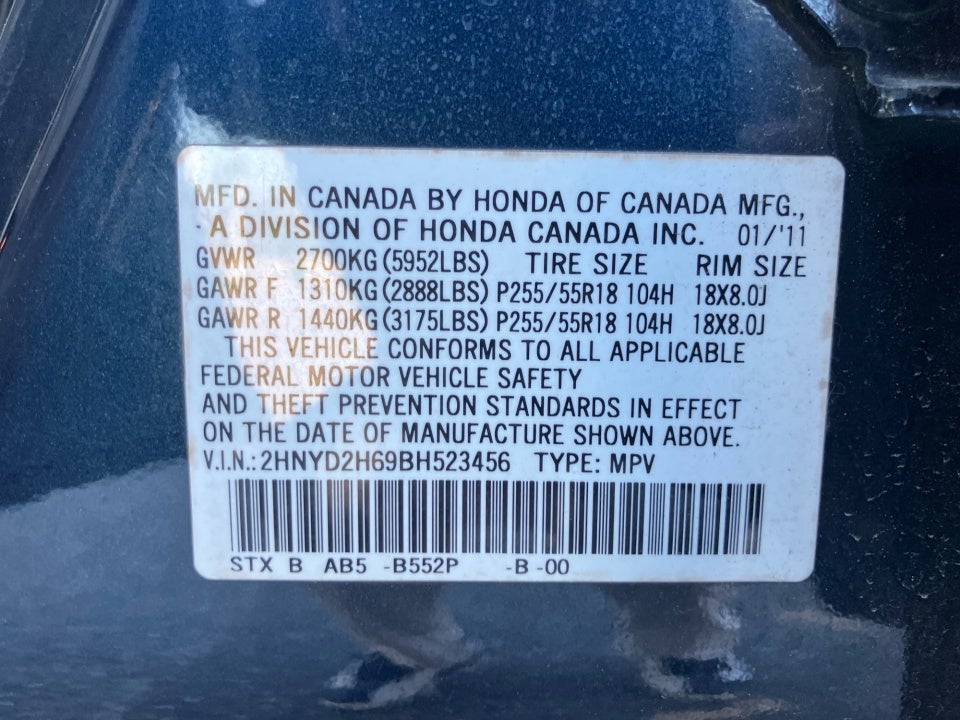 MFD. IN CANADA BY HONDA OF CANADA MFG.,
A DIVISION OF HONDA CANADA INC. 01/'11
GVWR 2700KG(5952LBS) TIRE SIZE RIM SIZE
GAWR F 1310KG(2888LBS) P255/55R18 104H 18X8.0J
GAWR R 1440KG(3175LBS) P255/55R18 104H 18X8.0J
THIS VEHICLE CONFORMS TO ALL APPLICABLE
FEDERAL MOTOR VEHICLE SAFETY
AND THEFT PREVENTION STANDARDS IN EFFECT
ON THE DATE OF MANUFACTURE SHOWN ABOVE.
V.I.N.:2HNYD2H69BH523456 TYPE: MPV
STX B AB5 -B552P -B -00